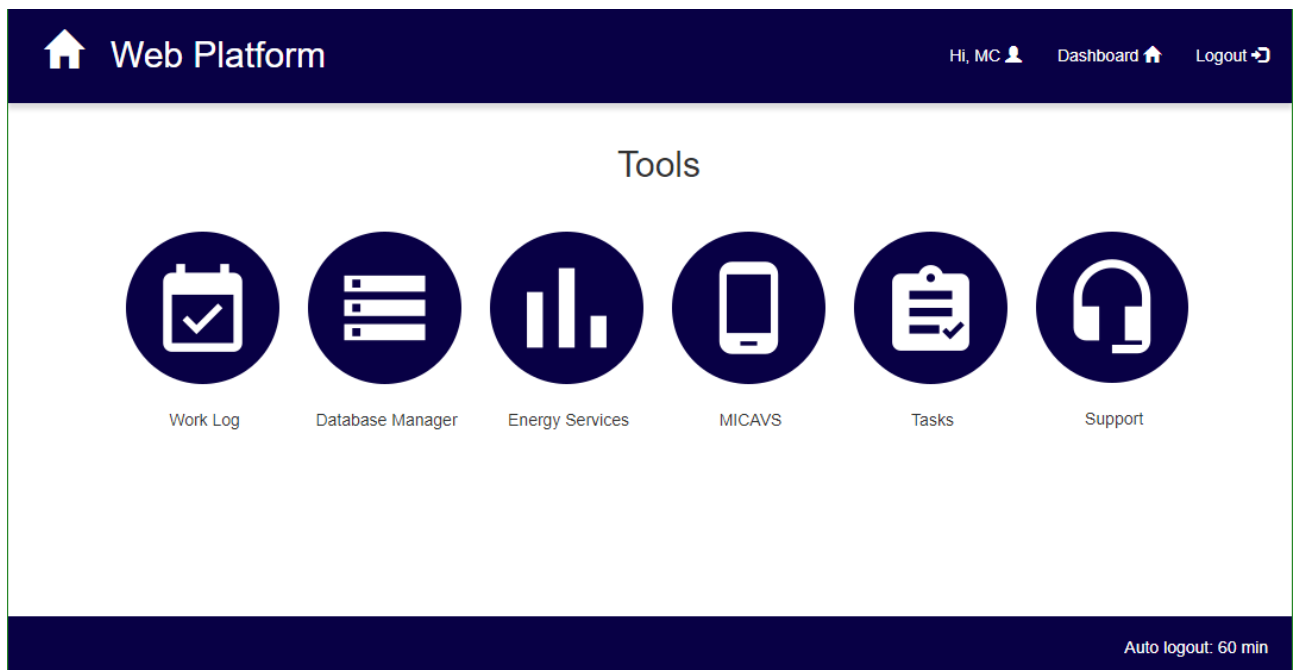 Web Platform
Hi, MC
Dashboard
Logout
Tools
Work Log
Database Manager
Energy Services
MICAVS
Tasks
Support
Auto logout: 60 min